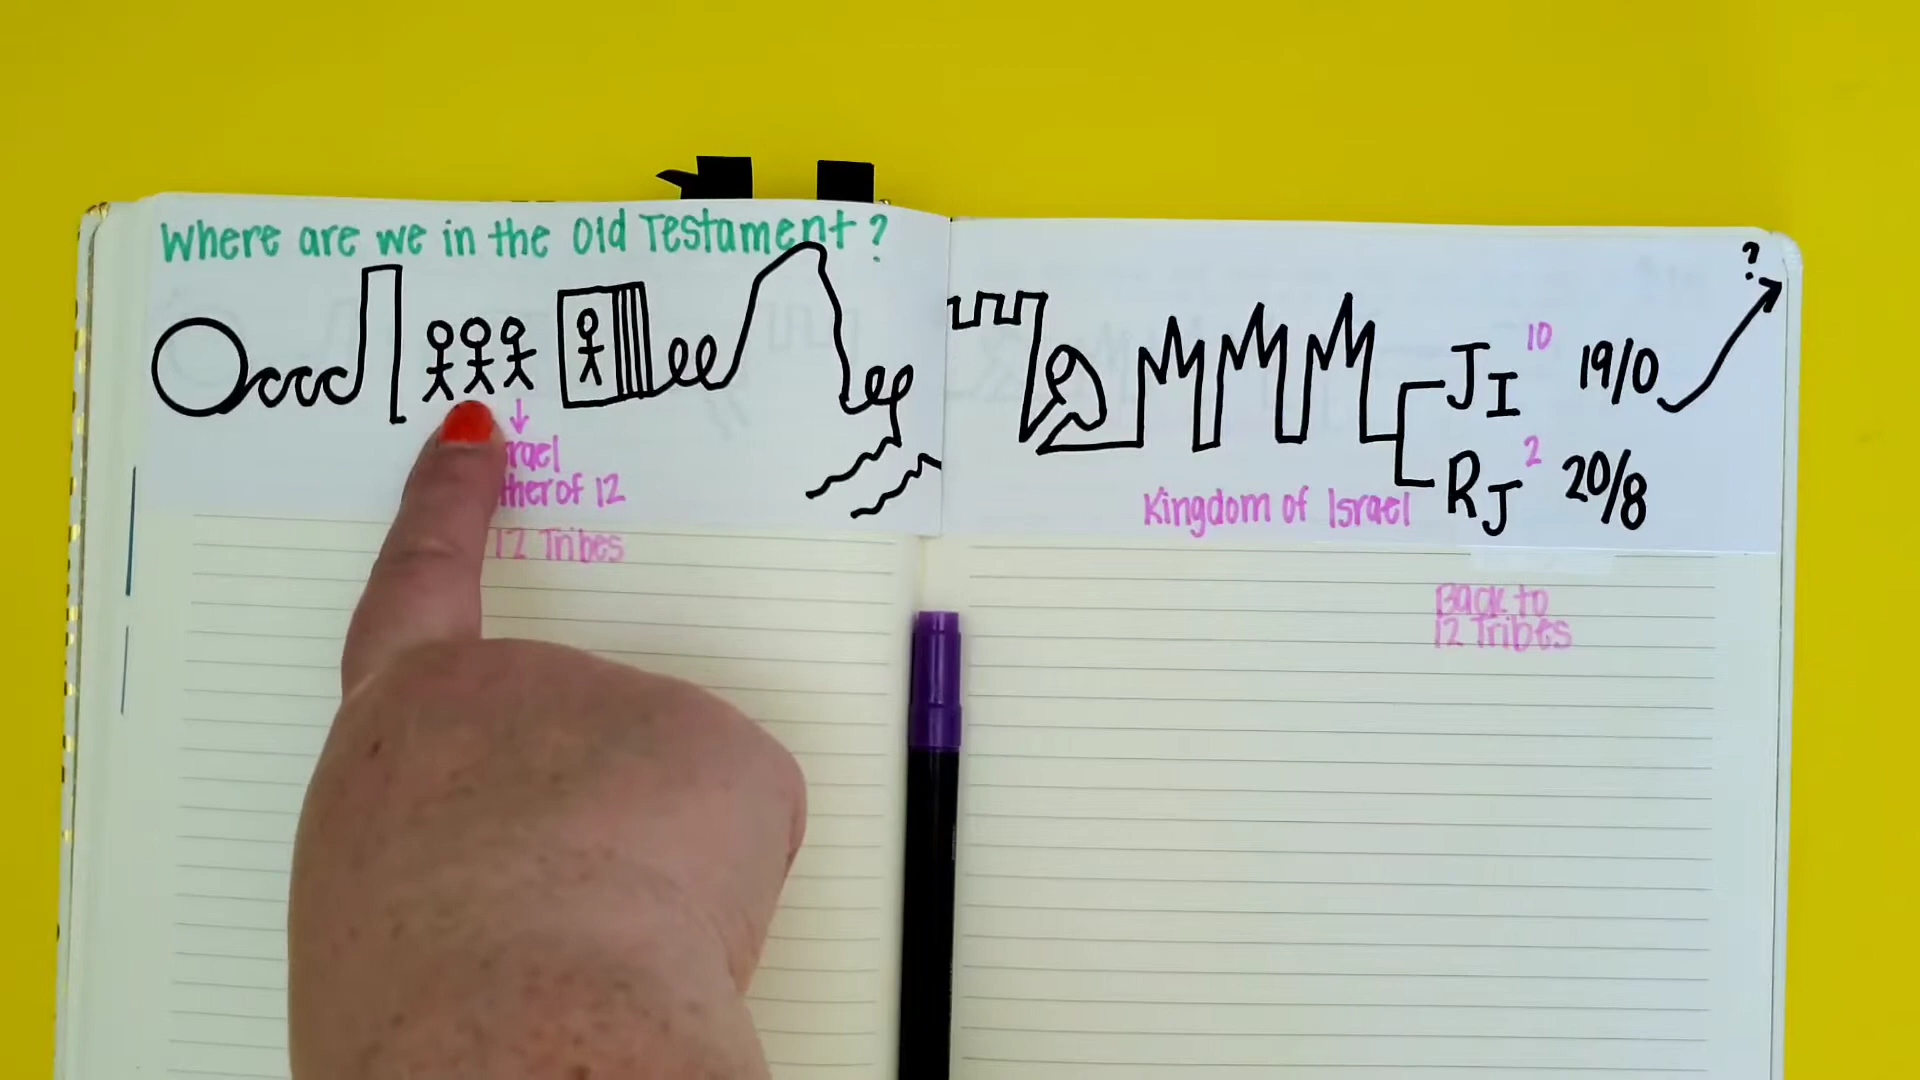 Where are we in the Old Testament?
?
10
JI 19/0
2
RJ 20/8
12
12 Tribes
Kingdom of Israel
Back to
12 Tribes